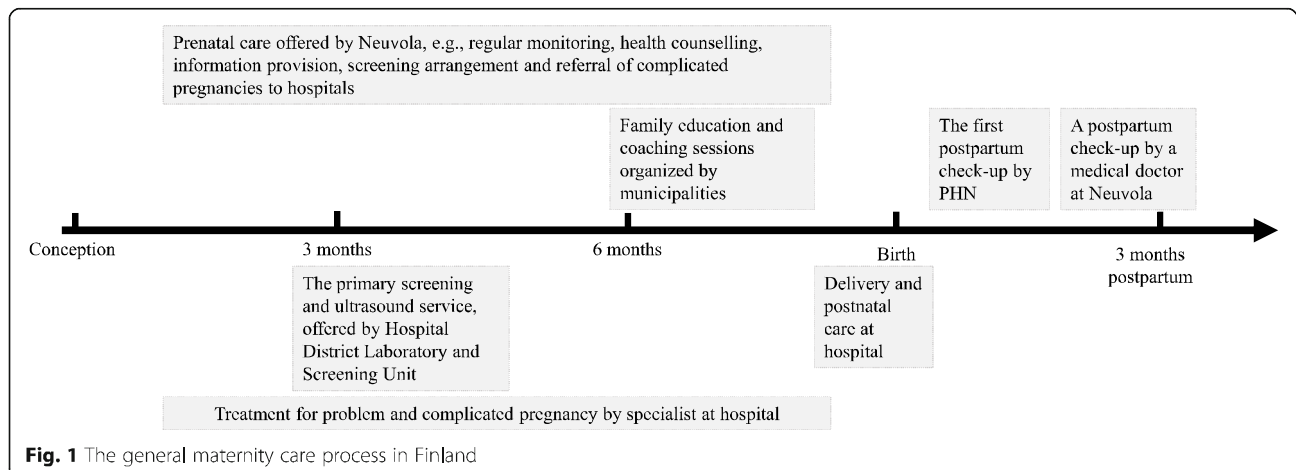 Prenatal care offered by Neuvola, e.g., regular monitoring, health counselling,
information provision, screening arrangement and referral of complicated
pregnancies to hospitals
Family education and
coaching sessions
organized by
municipalities
The first
postpartum
check-up by
PHN
A postpartum
check-up by a
medical doctor
at Neuvola
Conception
3 months
6 months
Birth
3 months
postpartum
The primary screening
and ultrasound service,
offered by Hospital
District Laboratory and
Screening Unit
Delivery and
postnatal
care at
hospital
Treatment for problem and complicated pregnancy by specialist at hospital
Fig. 1 The general maternity care process in Finland